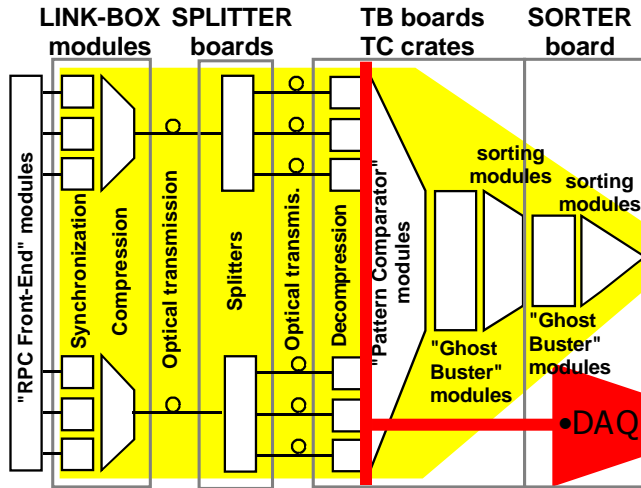 LINK-BOX
modules
SPLITTER
boards
TB boards
TC crates
SORTER
board
"RPC Front-End" modules
Synchronization
Compression
Optical transmission
Splitters
Optical transmis.
Decompression
"Pattern Comparator"
modules
sorting
modules
sorting
modules
"Ghost
Buster"
modules
"Ghost
Buster"
modules
•DAQ